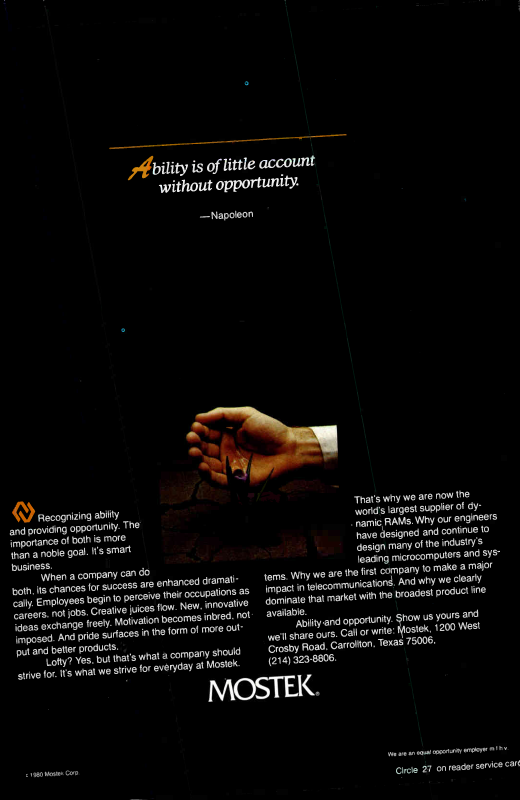 Ability is of little account
without opportunity.
—Napoleon
Recognizing ability
and providing opportunity. The
importance of both is more
than a noble goal. It's smart
business.
When a company can do
both, its chances for success are enhanced dramati-
cally. Employees begin to perceive their occupations as
careers, not jobs. Creative juices flow. New, innovative
ideas exchange freely. Motivation becomes inbred, not
imposed. And pride surfaces in the form of more out-
put and better products.
Lofty? Yes, but that's what a company should
strive for. It's what we strive for everyday at Mostek.
That's why we are now the
world's largest supplier of dy-
namic RAMs. Why our engineers
have designed and continue to
design many of the industry's
leading microcomputers and sys-
tems. Why we are the first company to make a major
impact in telecommunications. And why we clearly
dominate that market with the broadest product line
available.
Ability and opportunity. Show us yours and
we'll share ours. Call or write: Mostek, 1200 West
Crosby Road, Carrollton, Texas 75006,
(214) 323-8806.
MOSTEK®
We are an equal opportunity employer m f h v
© 1980 Mostek Corp.
Circle 27 on reader service card